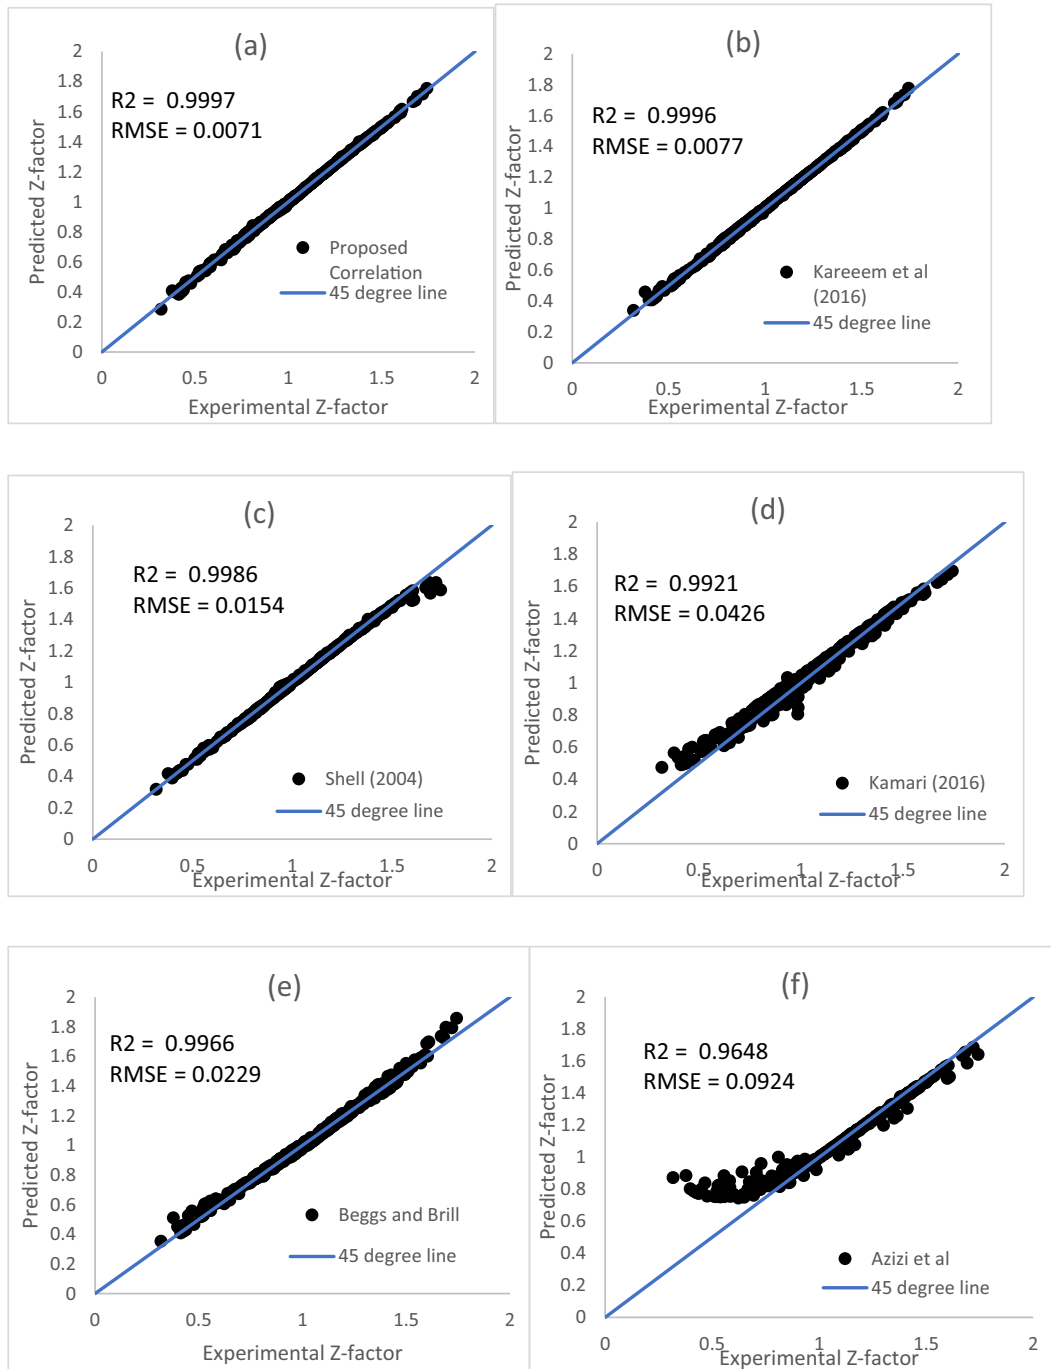 (a)
R2 = 0.9997
RMSE = 0.0071
Predicted Z-factor
2
1.8
1.6
1.4
1.2
1
0.8
0.6
0.4
0.2
0
Proposed
Correlation
45 degree line
0 0.5 1 1.5 2
Experimental Z-factor
(b)
R2 = 0.9996
RMSE = 0.0077
Predicted Z-factor
2
1.8
1.6
1.4
1.2
1
0.8
0.6
0.4
0.2
0
Kareeem et al
(2016)
45 degree line
0 0.5 1 1.5 2
Experimental Z-factor
(c)
R2 = 0.9986
RMSE = 0.0154
Predicted Z-factor
2
1.8
1.6
1.4
1.2
1
0.8
0.6
0.4
0.2
0
Shell (2004)
45 degree line
0 0.5 1 1.5 2
Experimental Z-factor
(d)
R2 = 0.9921
RMSE = 0.0426
Predicted Z-factor
2
1.8
1.6
1.4
1.2
1
0.8
0.6
0.4
0.2
0
Kamari (2016)
45 degree line
0 0.5 1 1.5 2
Experimental Z-factor
(e)
R2 = 0.9966
RMSE = 0.0229
Predicted Z-factor
2
1.8
1.6
1.4
1.2
1
0.8
0.6
0.4
0.2
0
Beggs and Brill
45 degree line
0 0.5 1 1.5 2
Experimental Z-factor
(f)
R2 = 0.9648
RMSE = 0.0924
Predicted Z-factor
2
1.8
1.6
1.4
1.2
1
0.8
0.6
0.4
0.2
0
Azizi et al
45 degree line
0 0.5 1 1.5 2
Experimental Z-factor